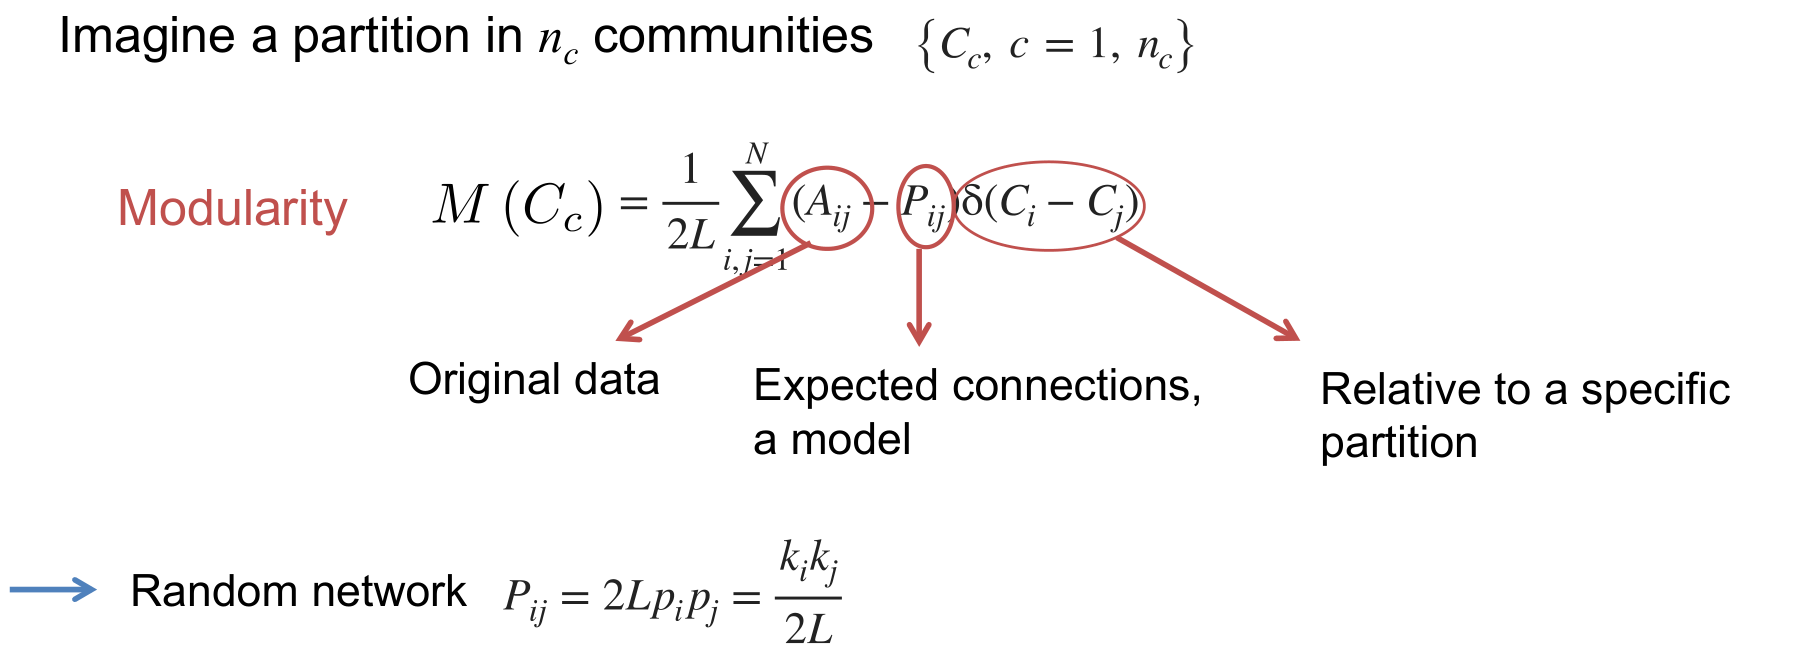 Imagine a partition in $n_c$ communities $\{C_c, c = 1, n_c\}$
Modularity $M(C_c) = \frac{1}{2L} \sum_{i,j=1}^{N} (A_{ij} - P_{ij})\delta(C_i - C_j)$
Original data
Expected connections,
a model
Relative to a specific
partition
Random network $P_{ij} = 2Lp_ip_j = \frac{k_ik_j}{2L}$